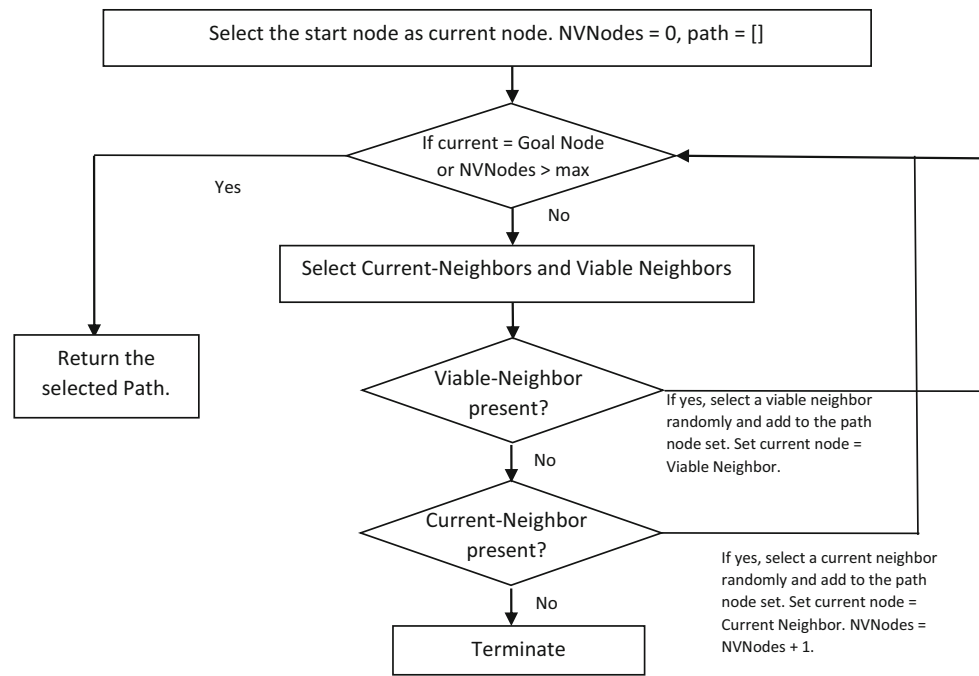 Select the start node as current node. NVNodes = 0, path = []
If current = Goal Node
or NVNodes > max
Yes
No
Select Current-Neighbors and Viable Neighbors
Return the
selected Path.
Viable-Neighbor
present?
If yes, select a viable neighbor
randomly and add to the path
node set. Set current node =
Viable Neighbor.
No
Current-Neighbor
present?
If yes, select a current neighbor
randomly and add to the path
node set. Set current node =
Current Neighbor. NVNodes =
NVNodes + 1.
No
Terminate